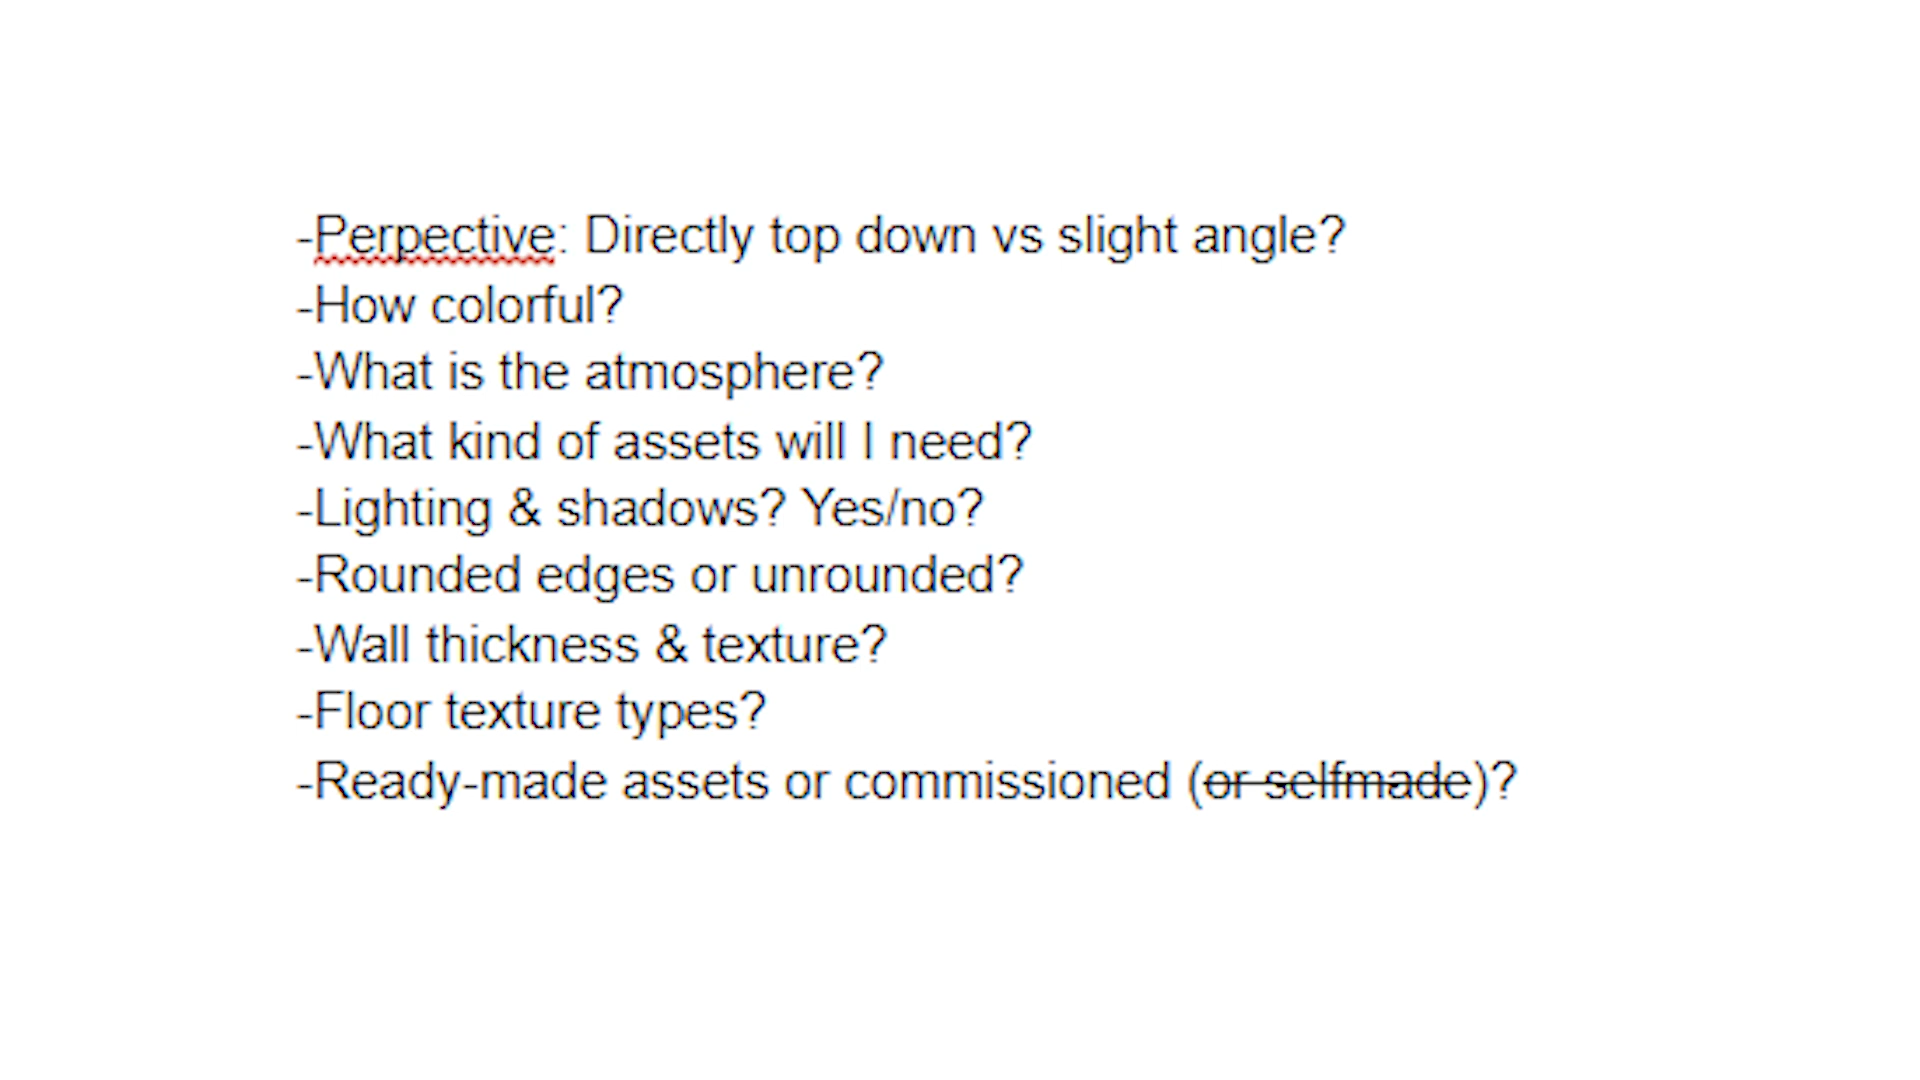 -Perpective: Directly top down vs slight angle?
-How colorful?
-What is the atmosphere?
-What kind of assets will I need?
-Lighting & shadows? Yes/no?
-Rounded edges or unrounded?
-Wall thickness & texture?
-Floor texture types?
-Ready-made assets or commissioned (or selfmade)?